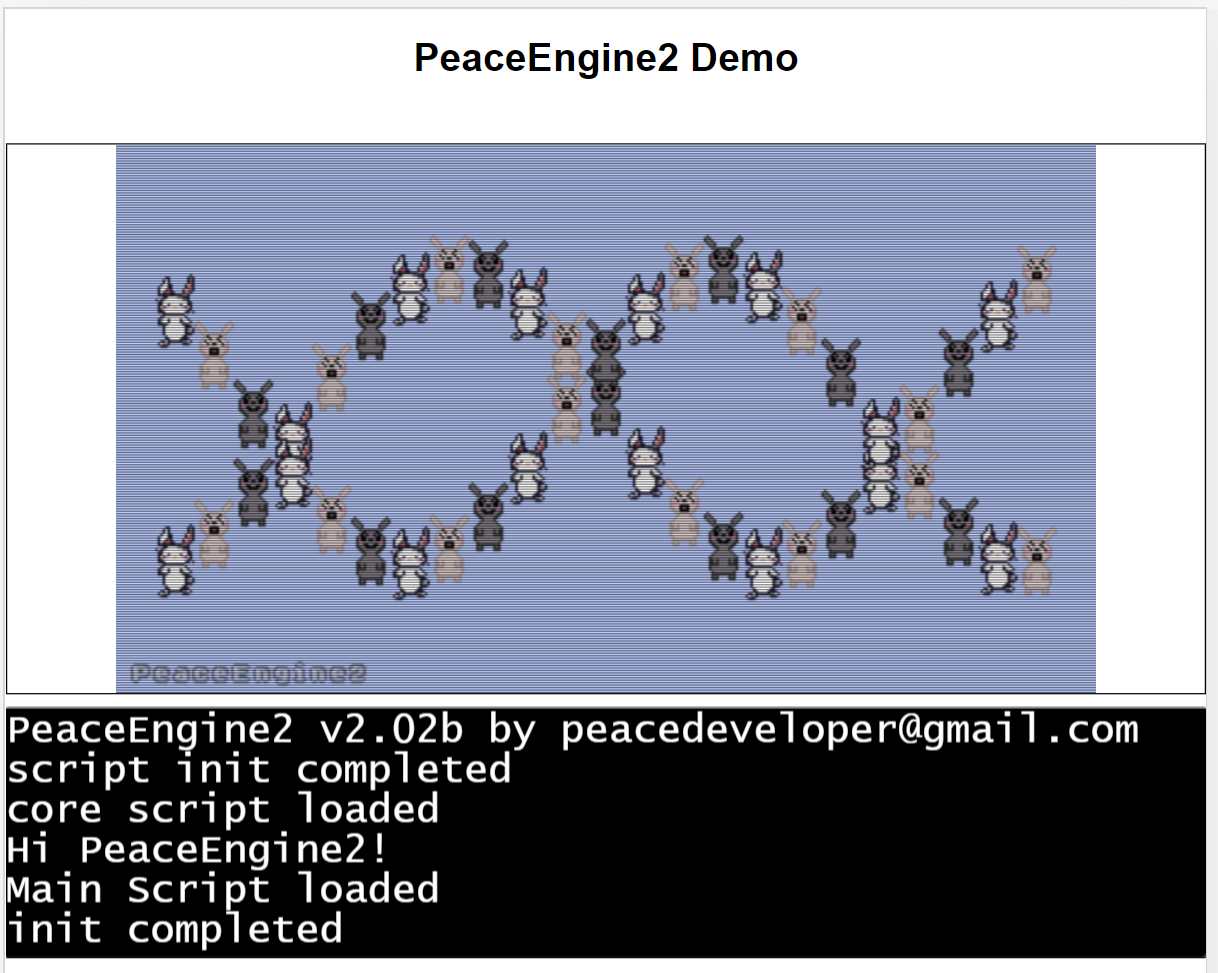 PeaceEngine2 Demo
PeaceEngine2
PeaceEngine2 v2.02b by peacedeveloper@gmail.com
script init completed
core script loaded
Hi PeaceEngine2!
Main Script loaded
init completed